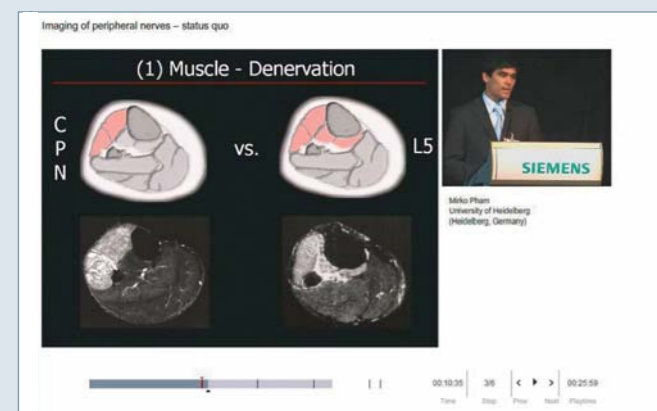 Imaging of peripheral nerves – status quo
(1) Muscle - Denervation
C
P
N
vs.
L5
SIEMENS
Mirko Pham
University of Heidelberg
(Heidelberg, Germany)
00:10:35 3/6 < > 00:25:59
Time Step Prev Next Playtime